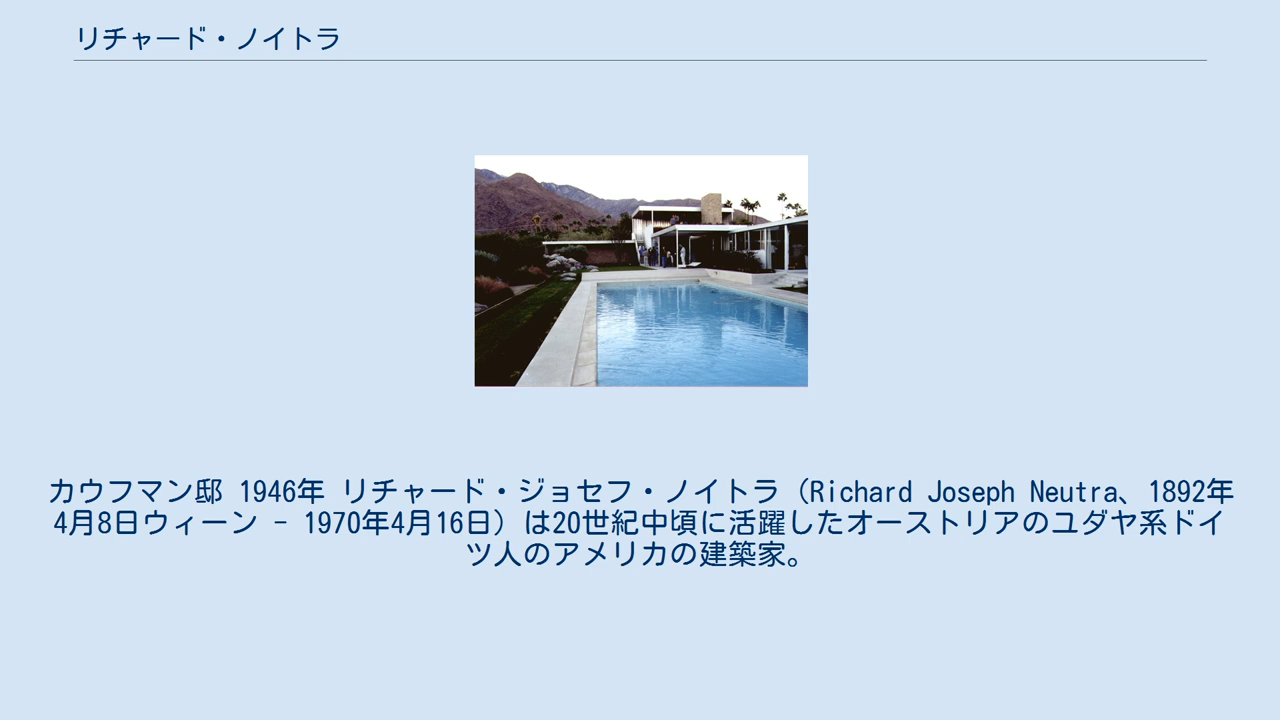 リチャード・ノイトラ
カウフマン邸 1946年 リチャード・ジョセフ・ノイトラ（Richard Joseph Neutra、1892年
4月8日ウィーン - 1970年4月16日）は20世紀中頃に活躍したオーストリアのユダヤ系ドイ
ツ人のアメリカの建築家。